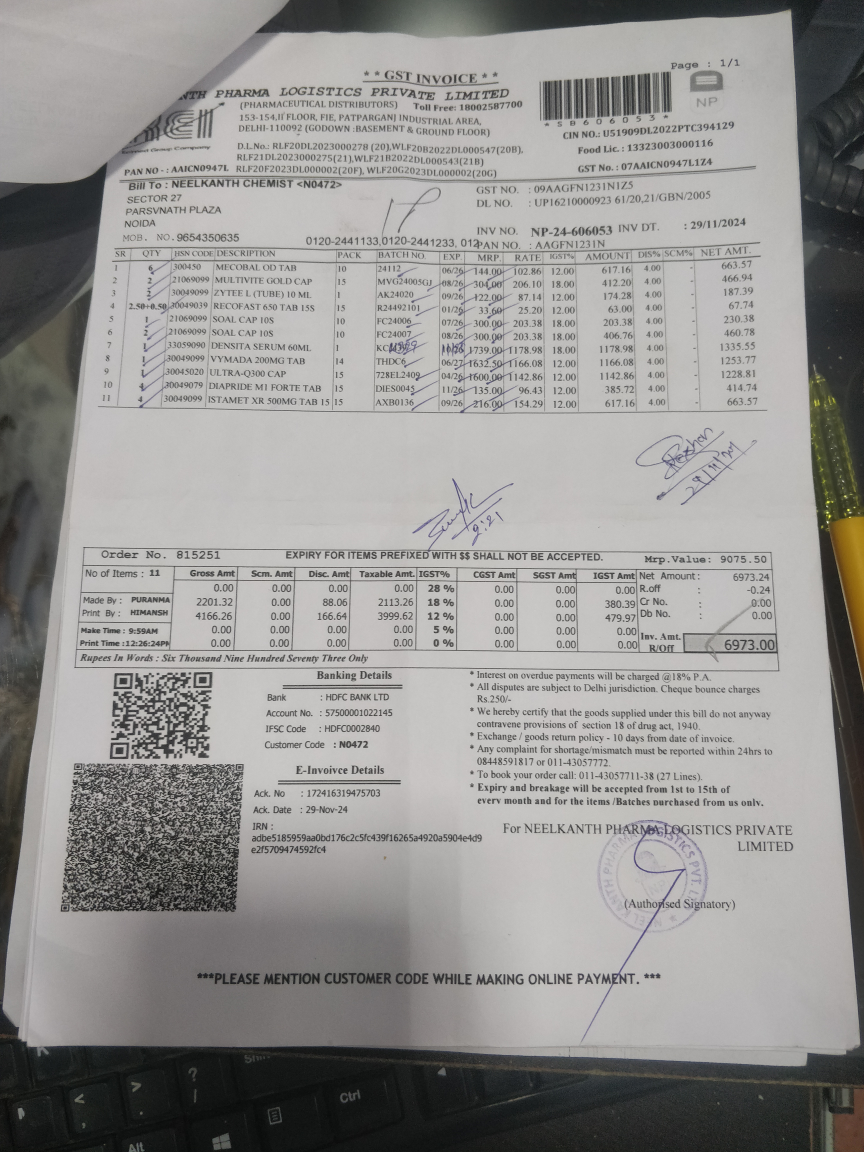 ** GST INVOICE **
Page : 1/1
PHARMA LOGISTICS PRIVATE LIMITED
(PHARMACEUTICAL DISTRIBUTORS) Toll Free: 18002587700
153-154,II FLOOR, FIE, PATPARGANJ INDUSTRIAL AREA,
DELHI-110092 (GODOWN :BASEMENT & GROUND FLOOR)
D.L.No.: RLF20DL2023000278 (20),WLF20B2022DL000547(20B),
RLF21DL2023000275(21),WLF21B2022DL000543(21B)
RLF20F2023DL000002(20F), WLF20G2023DL000002(20G)
PAN NO - : AAICN0947L
NP
*58606053*
CIN NO.: U51909DL2022PTC394129
Food Lic. : 13323003000116
GST No. : 07AAICN0947L1Z4
Bill To : NEELKANTH CHEMIST <N0472>
SECTOR 27
PARSVNATH PLAZA
NOIDA
MOB. NO. 9654350635
0120-2441133,0120-2441233, 012
GST NO. : 09AAGFN1231N1Z5
DL NO. : UP16210000923 61/20,21/GBN/2005
INV NO. NP-24-606053 INV DT. : 29/11/2024
PAN NO. : AAGFN1231N
SR QTY HSN CODE DESCRIPTION PACK BATCH NO. EXP. MRP. RATE IGST% AMOUNT DIS% SCM% NET AMT.
1 6 300450 MECOBAL OD TAB 10 24112 06/26 144.00 102.86 12.00 617.16 4.00 - 663.57
2 2 21069099 MULTIVITE GOLD CAP 15 MVG24005GJ 08/26 304.00 206.10 18.00 412.20 4.00 - 466.94
3 2 30049099 ZYTEE L (TUBE) 10 ML 1 AK24020 09/26 122.00 87.14 12.00 174.28 4.00 - 187.39
4 2.50+0.50 30049039 RECOFAST 650 TAB 15S 15 R24492101 01/26 33.60 25.20 12.00 63.00 4.00 - 67.74
5 1 21069099 SOAL CAP 10S 10 FC24006 07/26 300.00 203.38 18.00 203.38 4.00 - 230.38
6 2 21069099 SOAL CAP 10S 10 FC24007 08/26 300.00 203.38 18.00 406.76 4.00 - 460.78
7 1 33059090 DENSITA SERUM 60ML 1 1739.00 1178.98 18.00 1178.98 4.00 - 1335.55
8 1 30049099 VYMADA 200MG TAB 14 THDC6 06/27 1632.50 1166.08 12.00 1166.08 4.00 - 1253.77
9 1 30045020 ULTRA-Q300 CAP 15 728EL2409 04/26 1600.00 1142.86 12.00 1142.86 4.00 - 1228.81
10 4 30049079 DIAPRIDE M1 FORTE TAB 15 DIES0045 11/26 135.00 96.43 12.00 385.72 4.00 - 414.74
11 4 30049099 ISTAMET XR 500MG TAB 15 15 AXB0136 09/26 216.00 154.29 12.00 617.16 4.00 - 663.57
2:21
Order No. 815251 EXPIRY FOR ITEMS PREFIXED WITH $$ SHALL NOT BE ACCEPTED. Mrp.Value: 9075.50
No of Items : 11 Gross Amt Scm. Amt Disc. Amt Taxable Amt. IGST% CGST Amt SGST Amt IGST Amt
0.00 0.00 0.00 0.00 28 % 0.00 0.00 0.00
Made By : PURANMA 2201.32 0.00 88.06 2113.26 18 % 0.00 0.00 380.39
Print By : HIMANSH 4166.26 0.00 166.64 3999.62 12 % 0.00 0.00 479.97
Make Time : 9:59AM 0.00 0.00 0.00 0.00 5 % 0.00 0.00 0.00
Print Time :12:26:24PM 0.00 0.00 0.00 0.00 0 % 0.00 0.00 0.00
Net Amount : 6973.24
R.off : -0.24
Cr No. : 0.00
Db No. : 0.00
Inv. Amt. R/Off 6973.00
Rupees In Words : Six Thousand Nine Hundred Seventy Three Only
Banking Details
Bank : HDFC BANK LTD
Account No. : 57500001022145
IFSC Code : HDFC0002840
Customer Code : N0472
E-Invoivce Details
Ack. No : 172416319475703
Ack. Date : 29-Nov-24
IRN :
adbe5185959aa0bd176c2c5fc439f16265a4920a5904e4d9
e2f5709474592fc4
* Interest on overdue payments will be charged @18% P.A.
* All disputes are subject to Delhi jurisdiction. Cheque bounce charges
Rs.250/-
* We hereby certify that the goods supplied under this bill do not anyway
contravene provisions of section 18 of drug act, 1940.
* Exchange / goods return policy - 10 days from date of invoice.
* Any complaint for shortage/mismatch must be reported within 24hrs to
08448591817 or 011-43057772.
* To book your order call: 011-43057711-38 (27 Lines).
* Expiry and breakage will be accepted from 1st to 15th of
every month and for the items /Batches purchased from us only.
For NEELKANTH PHARMA LOGISTICS PRIVATE
LIMITED
NEELKANTH PHARMA LOGISTICS PVT. LTD.
(Authorised Signatory)
***PLEASE MENTION CUSTOMER CODE WHILE MAKING ONLINE PAYMENT. ***
Ctrl
Alt